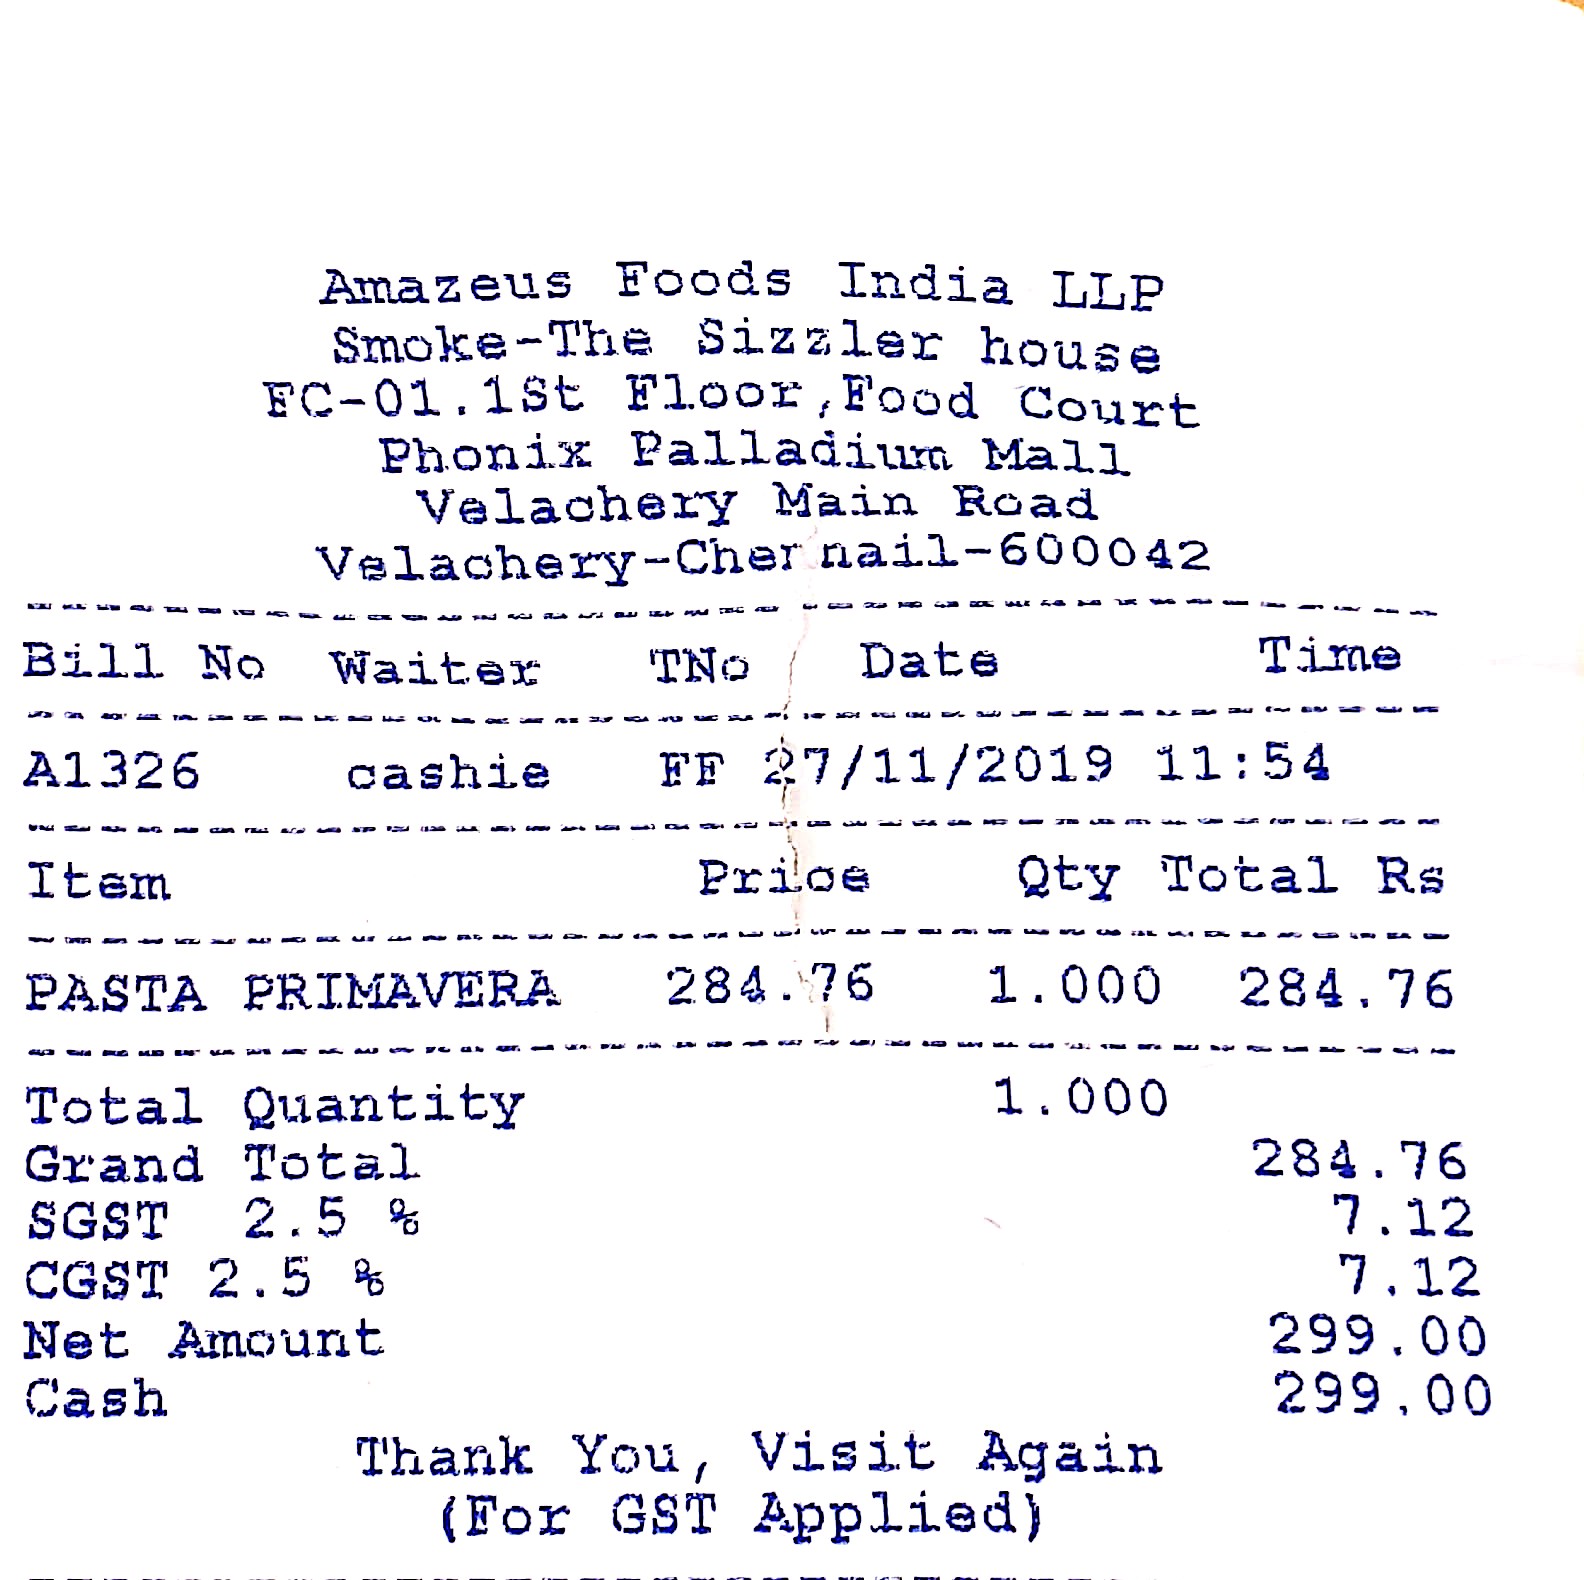 Amazeus Foods India LLP
Smoke-The Sizzler house
FC-01.1St Floor,Food Court
Phonix Palladium Mall
Velachery Main Road
Velachery-Chernnail-600042
Bill No Waiter TNo Date Time
A1326 cashie FF 27/11/2019 11:54
Item Price Qty Total Rs
PASTA PRIMAVERA 284.76 1.000 284.76
Total Quantity 1.000
Grand Total 284.76
SGST 2.5 % 7.12
CGST 2.5 % 7.12
Net Amount 299.00
Cash 299.00
Thank You, Visit Again
(For GST Applied)